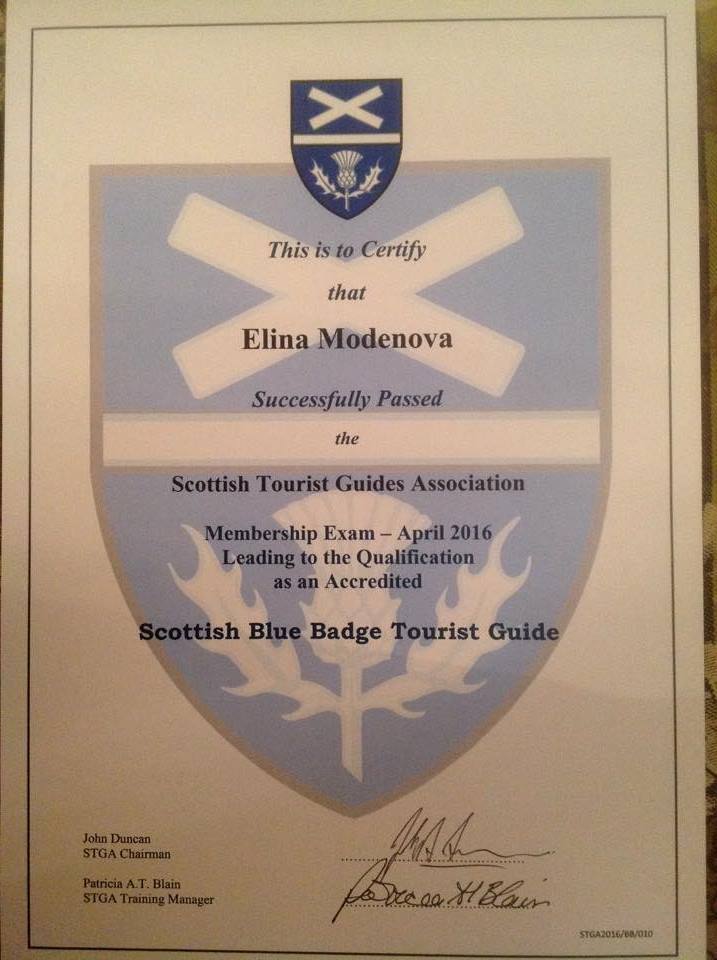 This is to Certify
that
Elina Modenova
Successfully Passed
the
Scottish Tourist Guides Association
Membership Exam – April 2016
Leading to the Qualification
as an Accredited
Scottish Blue Badge Tourist Guide
John Duncan
STGA Chairman
Patricia A.T. Blain
STGA Training Manager
STGA2016/BB/010